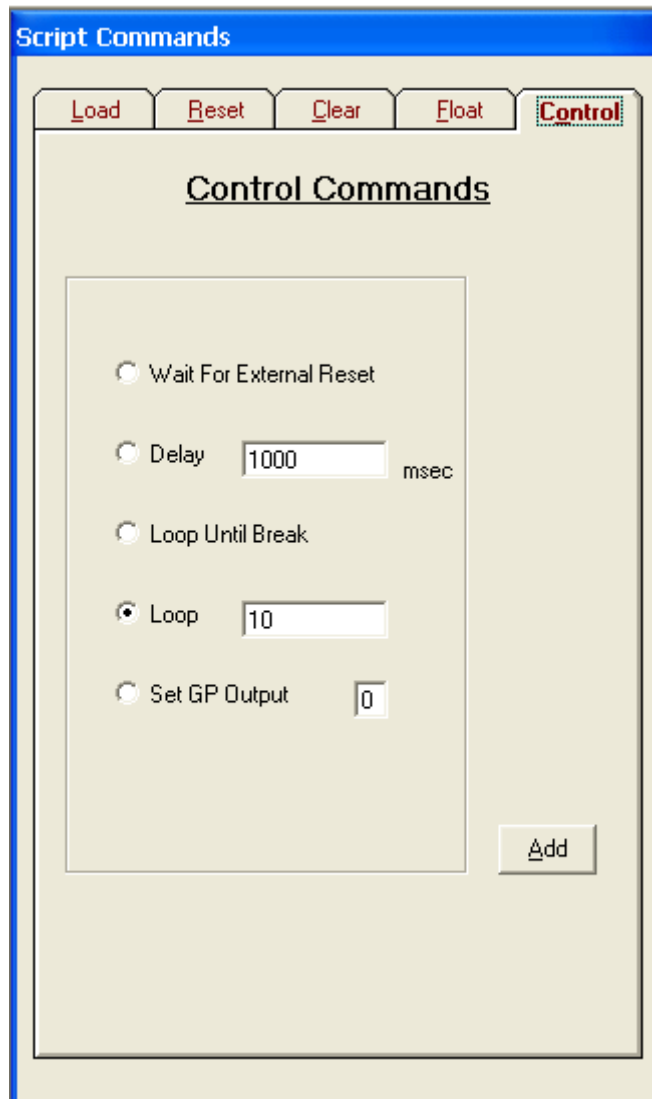 Script Commands
Load Reset Clear Float Control
Control Commands
Wait For External Reset
Delay 1000 msec
Loop Until Break
Loop 10
Set GP Output 0
Add